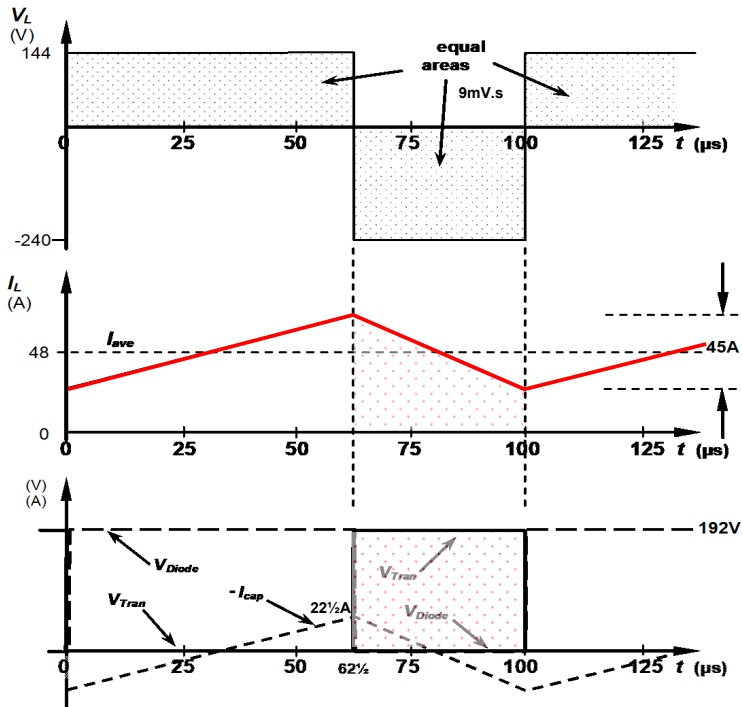 V_L
(V)
144
equal
areas
9mV.s
0 25 50 75 100 125 t (µs)
-240
I_L
(A)
I_ave
48
45A
0
0 25 50 75 100 125 t (µs)
(V)
(A)
192V
V_Diode
V_Tran
V_Tran
- I_cap
22½A
V_Diode
0 25 50 62½ 75 100 125 t (µs)